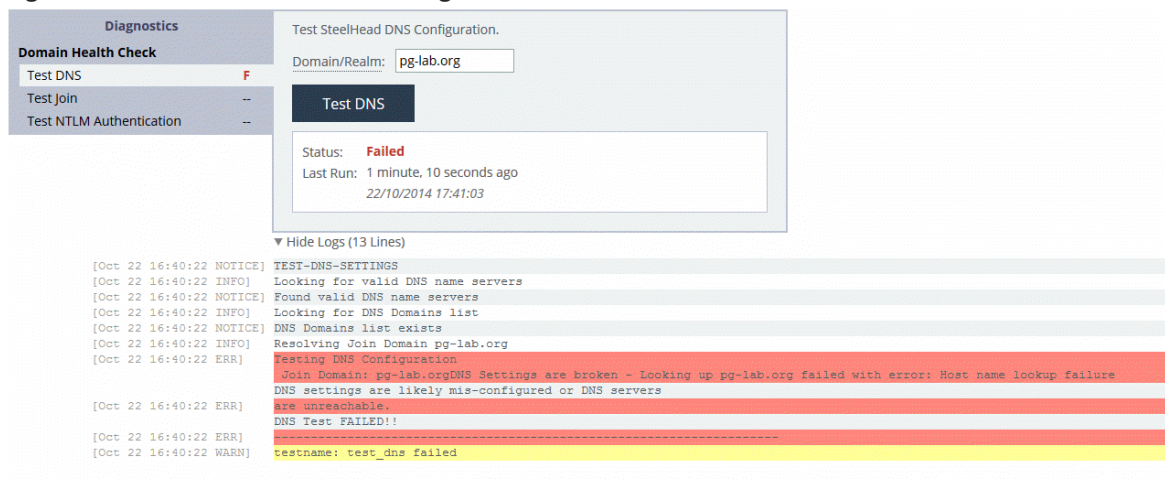 Diagnostics
Domain Health Check
Test DNS F
Test Join --
Test NTLM Authentication --
Test SteelHead DNS Configuration.
Domain/Realm: pg-lab.org
Test DNS
Status: Failed
Last Run: 1 minute, 10 seconds ago
22/10/2014 17:41:03
▼ Hide Logs (13 Lines)
[Oct 22 16:40:22 NOTICE] TEST-DNS-SETTINGS
[Oct 22 16:40:22 INFO] Looking for valid DNS name servers
[Oct 22 16:40:22 NOTICE] Found valid DNS name servers
[Oct 22 16:40:22 INFO] Looking for DNS Domains list
[Oct 22 16:40:22 NOTICE] DNS Domains list exists
[Oct 22 16:40:22 INFO] Resolving Join Domain pg-lab.org
[Oct 22 16:40:22 ERR] Testing DNS Configuration
Join Domain: pg-lab.orgDNS Settings are broken - Looking up pg-lab.org failed with error: Host name lookup failure
DNS settings are likely mis-configured or DNS servers
[Oct 22 16:40:22 ERR] are unreachable.
DNS Test FAILED!!
[Oct 22 16:40:22 ERR] ----------------------------------------------------------------------
[Oct 22 16:40:22 WARN] testname: test_dns failed